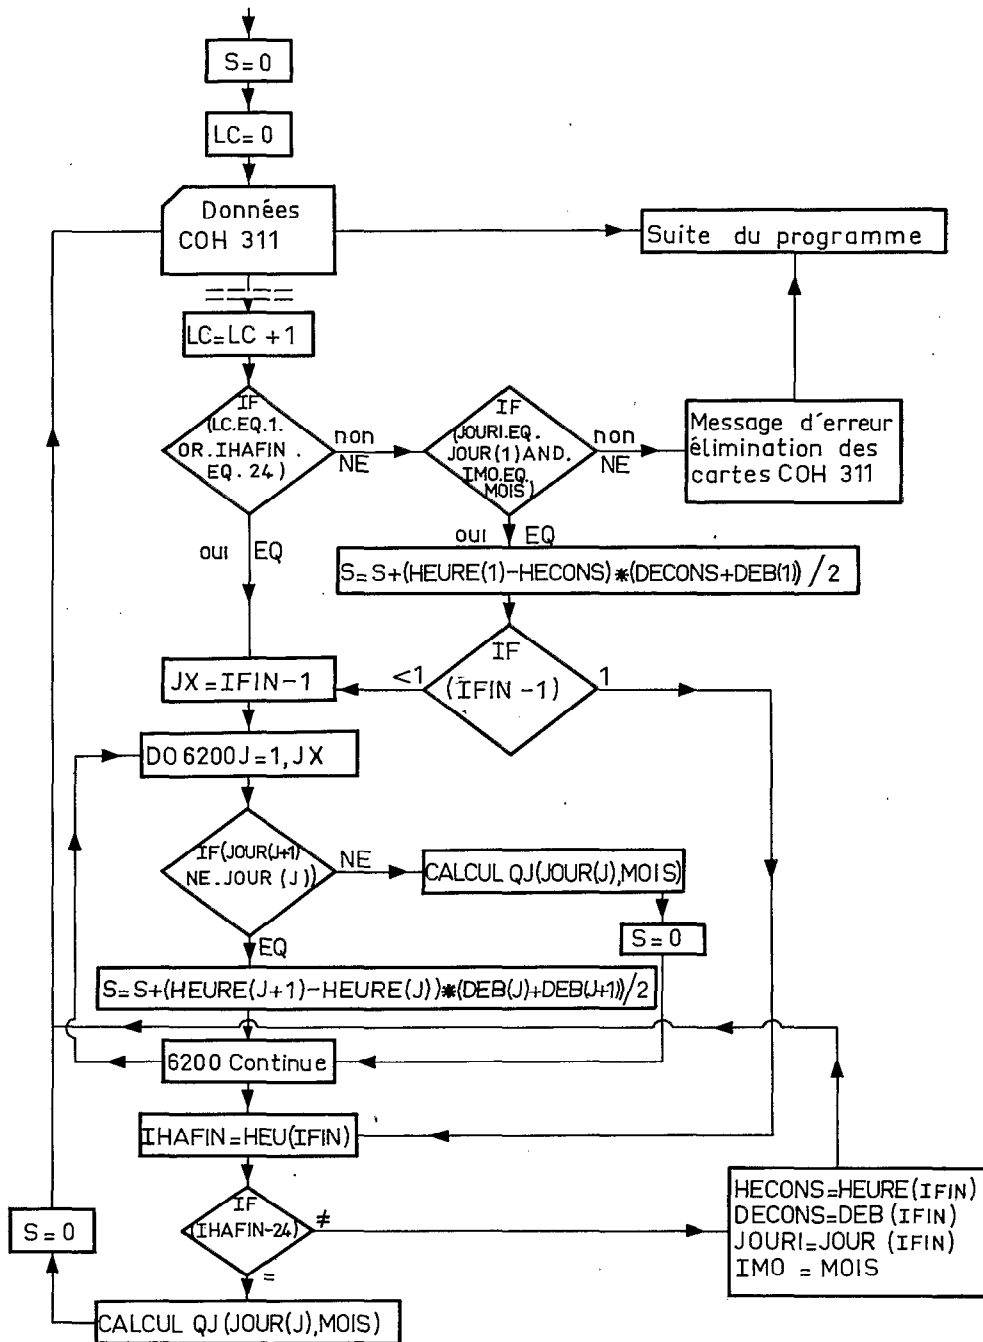 S=0
LC=0
Données
COH 311
Suite du programme
LC=LC +1
IF
(LC.EQ.1.
OR.IHAFIN.
EQ.24)
non
NE
IF
(JOURI.EQ.
JOUR(1)AND.
IMO.EQ.
MOIS)
non
NE
Message d'erreur
élimination des
cartes COH 311
oui EQ
oui EQ
S=S+(HEURE(1)-HECONS)*(DECONS+DEB(1))/2
JX=IFIN-1
<1
IF
(IFIN -1)
1
DO 6200J=1,JX
IF(JOUR(J+1)
NE.JOUR (J))
NE
CALCUL QJ(JOUR(J),MOIS)
S=0
EQ
S=S+(HEURE(J+1)-HEURE(J))*(DEB(J)+DEB(J+1))/2
6200 Continue
IHAFIN=HEU(IFIN)
IF
(IHAFIN-24)
≠
HECONS=HEURE(IFIN)
DECONS=DEB (IFIN)
JOURI=JOUR (IFIN)
IMO = MOIS
S=0
=
CALCUL QJ(JOUR(J),MOIS)